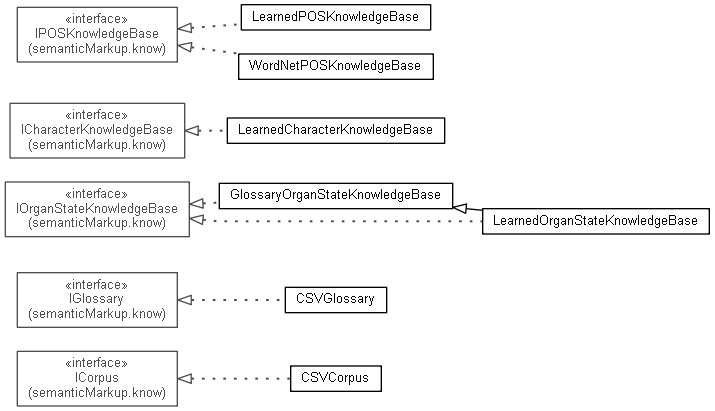 «interface»
IPOSKnowledgeBase
(semanticMarkup.know)
LearnedPOSKnowledgeBase
WordNetPOSKnowledgeBase
«interface»
ICharacterKnowledgeBase
(semanticMarkup.know)
LearnedCharacterKnowledgeBase
«interface»
IOrganStateKnowledgeBase
(semanticMarkup.know)
GlossaryOrganStateKnowledgeBase
LearnedOrganStateKnowledgeBase
«interface»
IGlossary
(semanticMarkup.know)
CSVGlossary
«interface»
ICorpus
(semanticMarkup.know)
CSVCorpus